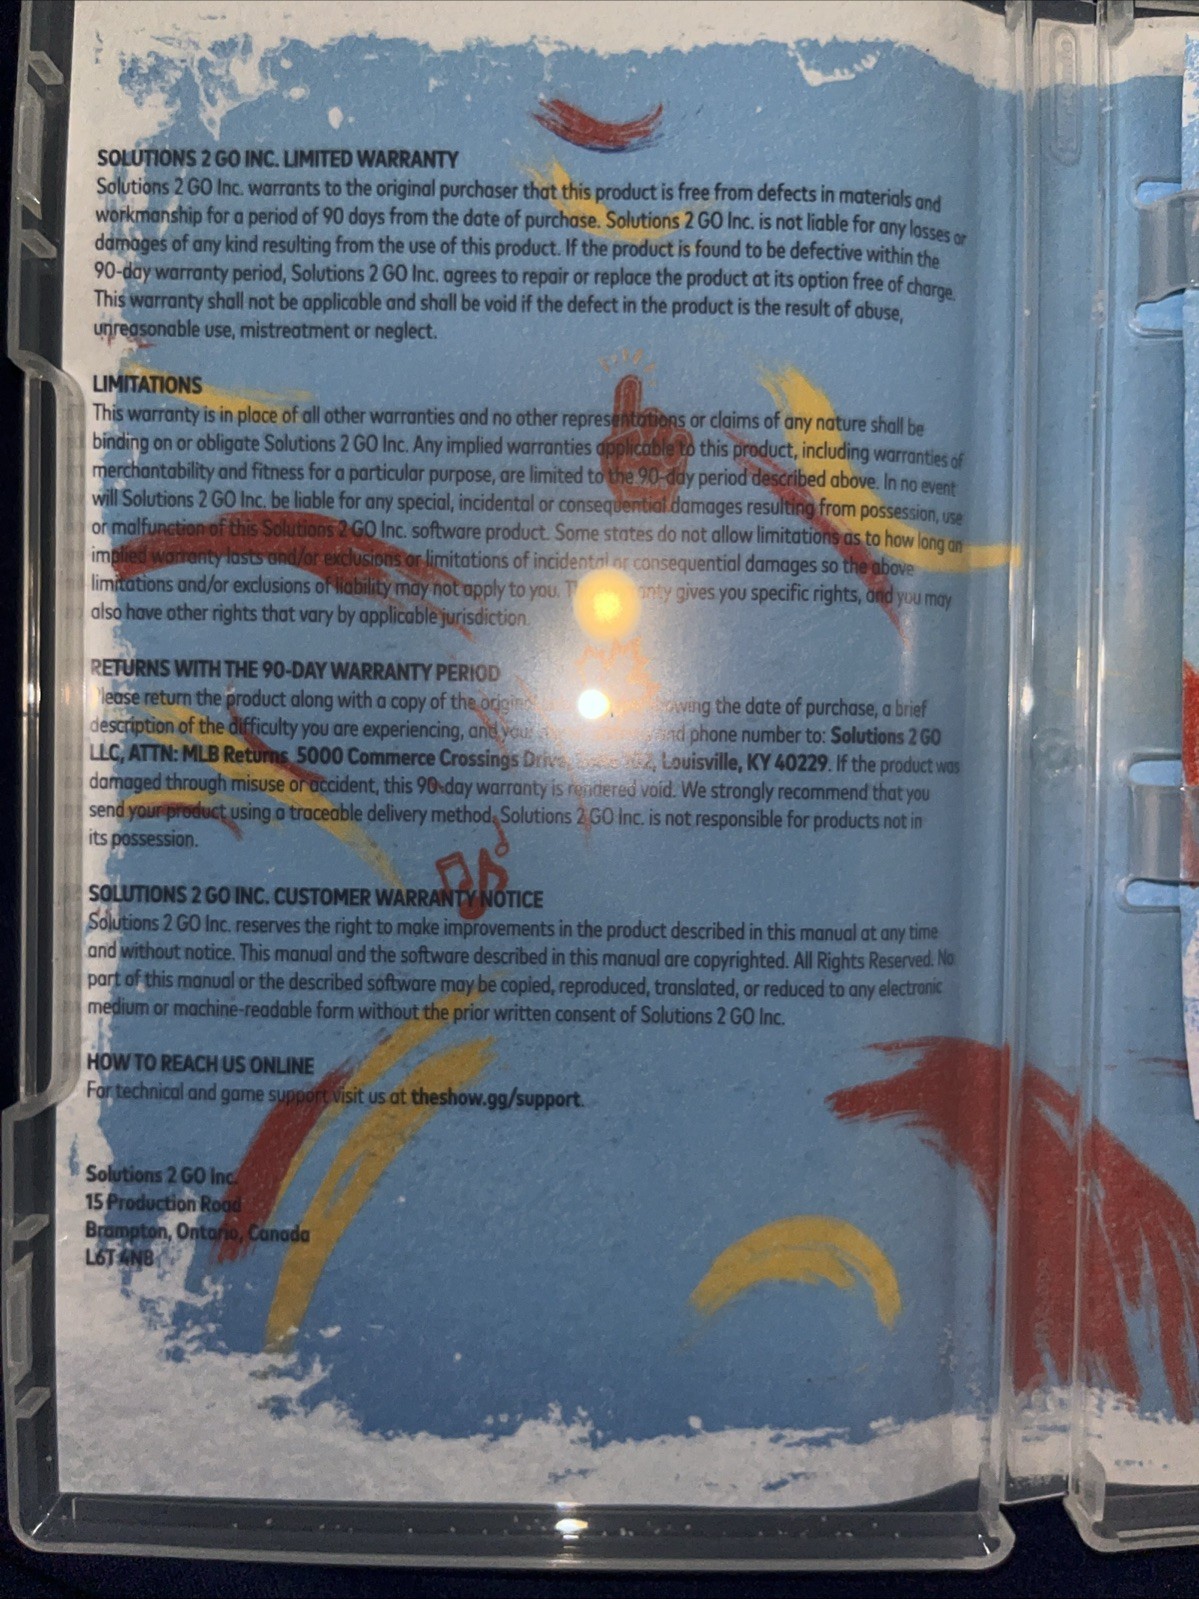 SOLUTIONS 2 GO INC. LIMITED WARRANTY
Solutions 2 GO Inc. warrants to the original purchaser that this product is free from defects in materials and
workmanship for a period of 90 days from the date of purchase. Solutions 2 GO Inc. is not liable for any losses or
damages of any kind resulting from the use of this product. If the product is found to be defective within the
90-day warranty period, Solutions 2 GO Inc. agrees to repair or replace the product at its option free of charge.
This warranty shall not be applicable and shall be void if the defect in the product is the result of abuse,
unreasonable use, mistreatment or neglect.
LIMITATIONS
This warranty is in place of all other warranties and no other representations or claims of any nature shall be
binding on or obligate Solutions 2 GO Inc. Any implied warranties applicable to this product, including warranties of
merchantability and fitness for a particular purpose, are limited to the 90-day period described above. In no event
will Solutions 2 GO Inc. be liable for any special, incidental or consequential damages resulting from possession, use
or malfunction of this Solutions 2 GO Inc. software product. Some states do not allow limitations as to how long an
implied warranty lasts and/or exclusions or limitations of incidental or consequential damages so the above
limitations and/or exclusions of liability may not apply to you. gives you specific rights, and you may
also have other rights that vary by applicable jurisdiction.
RETURNS WITH THE 90-DAY WARRANTY PERIOD
Please return the product along with a copy of the original the date of purchase, a brief
description of the difficulty you are experiencing, and your and phone number to: Solutions 2 GO
LLC, ATTN: MLB Returns 5000 Commerce Crossings Drive, Louisville, KY 40229. If the product was
damaged through misuse or accident, this 90-day warranty is rendered void. We strongly recommend that you
send your product using a traceable delivery method. Solutions 2 GO Inc. is not responsible for products not in
its possession.
SOLUTIONS 2 GO INC. CUSTOMER WARRANTY NOTICE
Solutions 2 GO Inc. reserves the right to make improvements in the product described in this manual at any time
and without notice. This manual and the software described in this manual are copyrighted. All Rights Reserved. No
part of this manual or the described software may be copied, reproduced, translated, or reduced to any electronic
medium or machine-readable form without the prior written consent of Solutions 2 GO Inc.
HOW TO REACH US ONLINE
For technical and game support visit us at theshow.gg/support.
Solutions 2 GO Inc.
15 Production Road
Brampton, Ontario, Canada
L6T 4N8